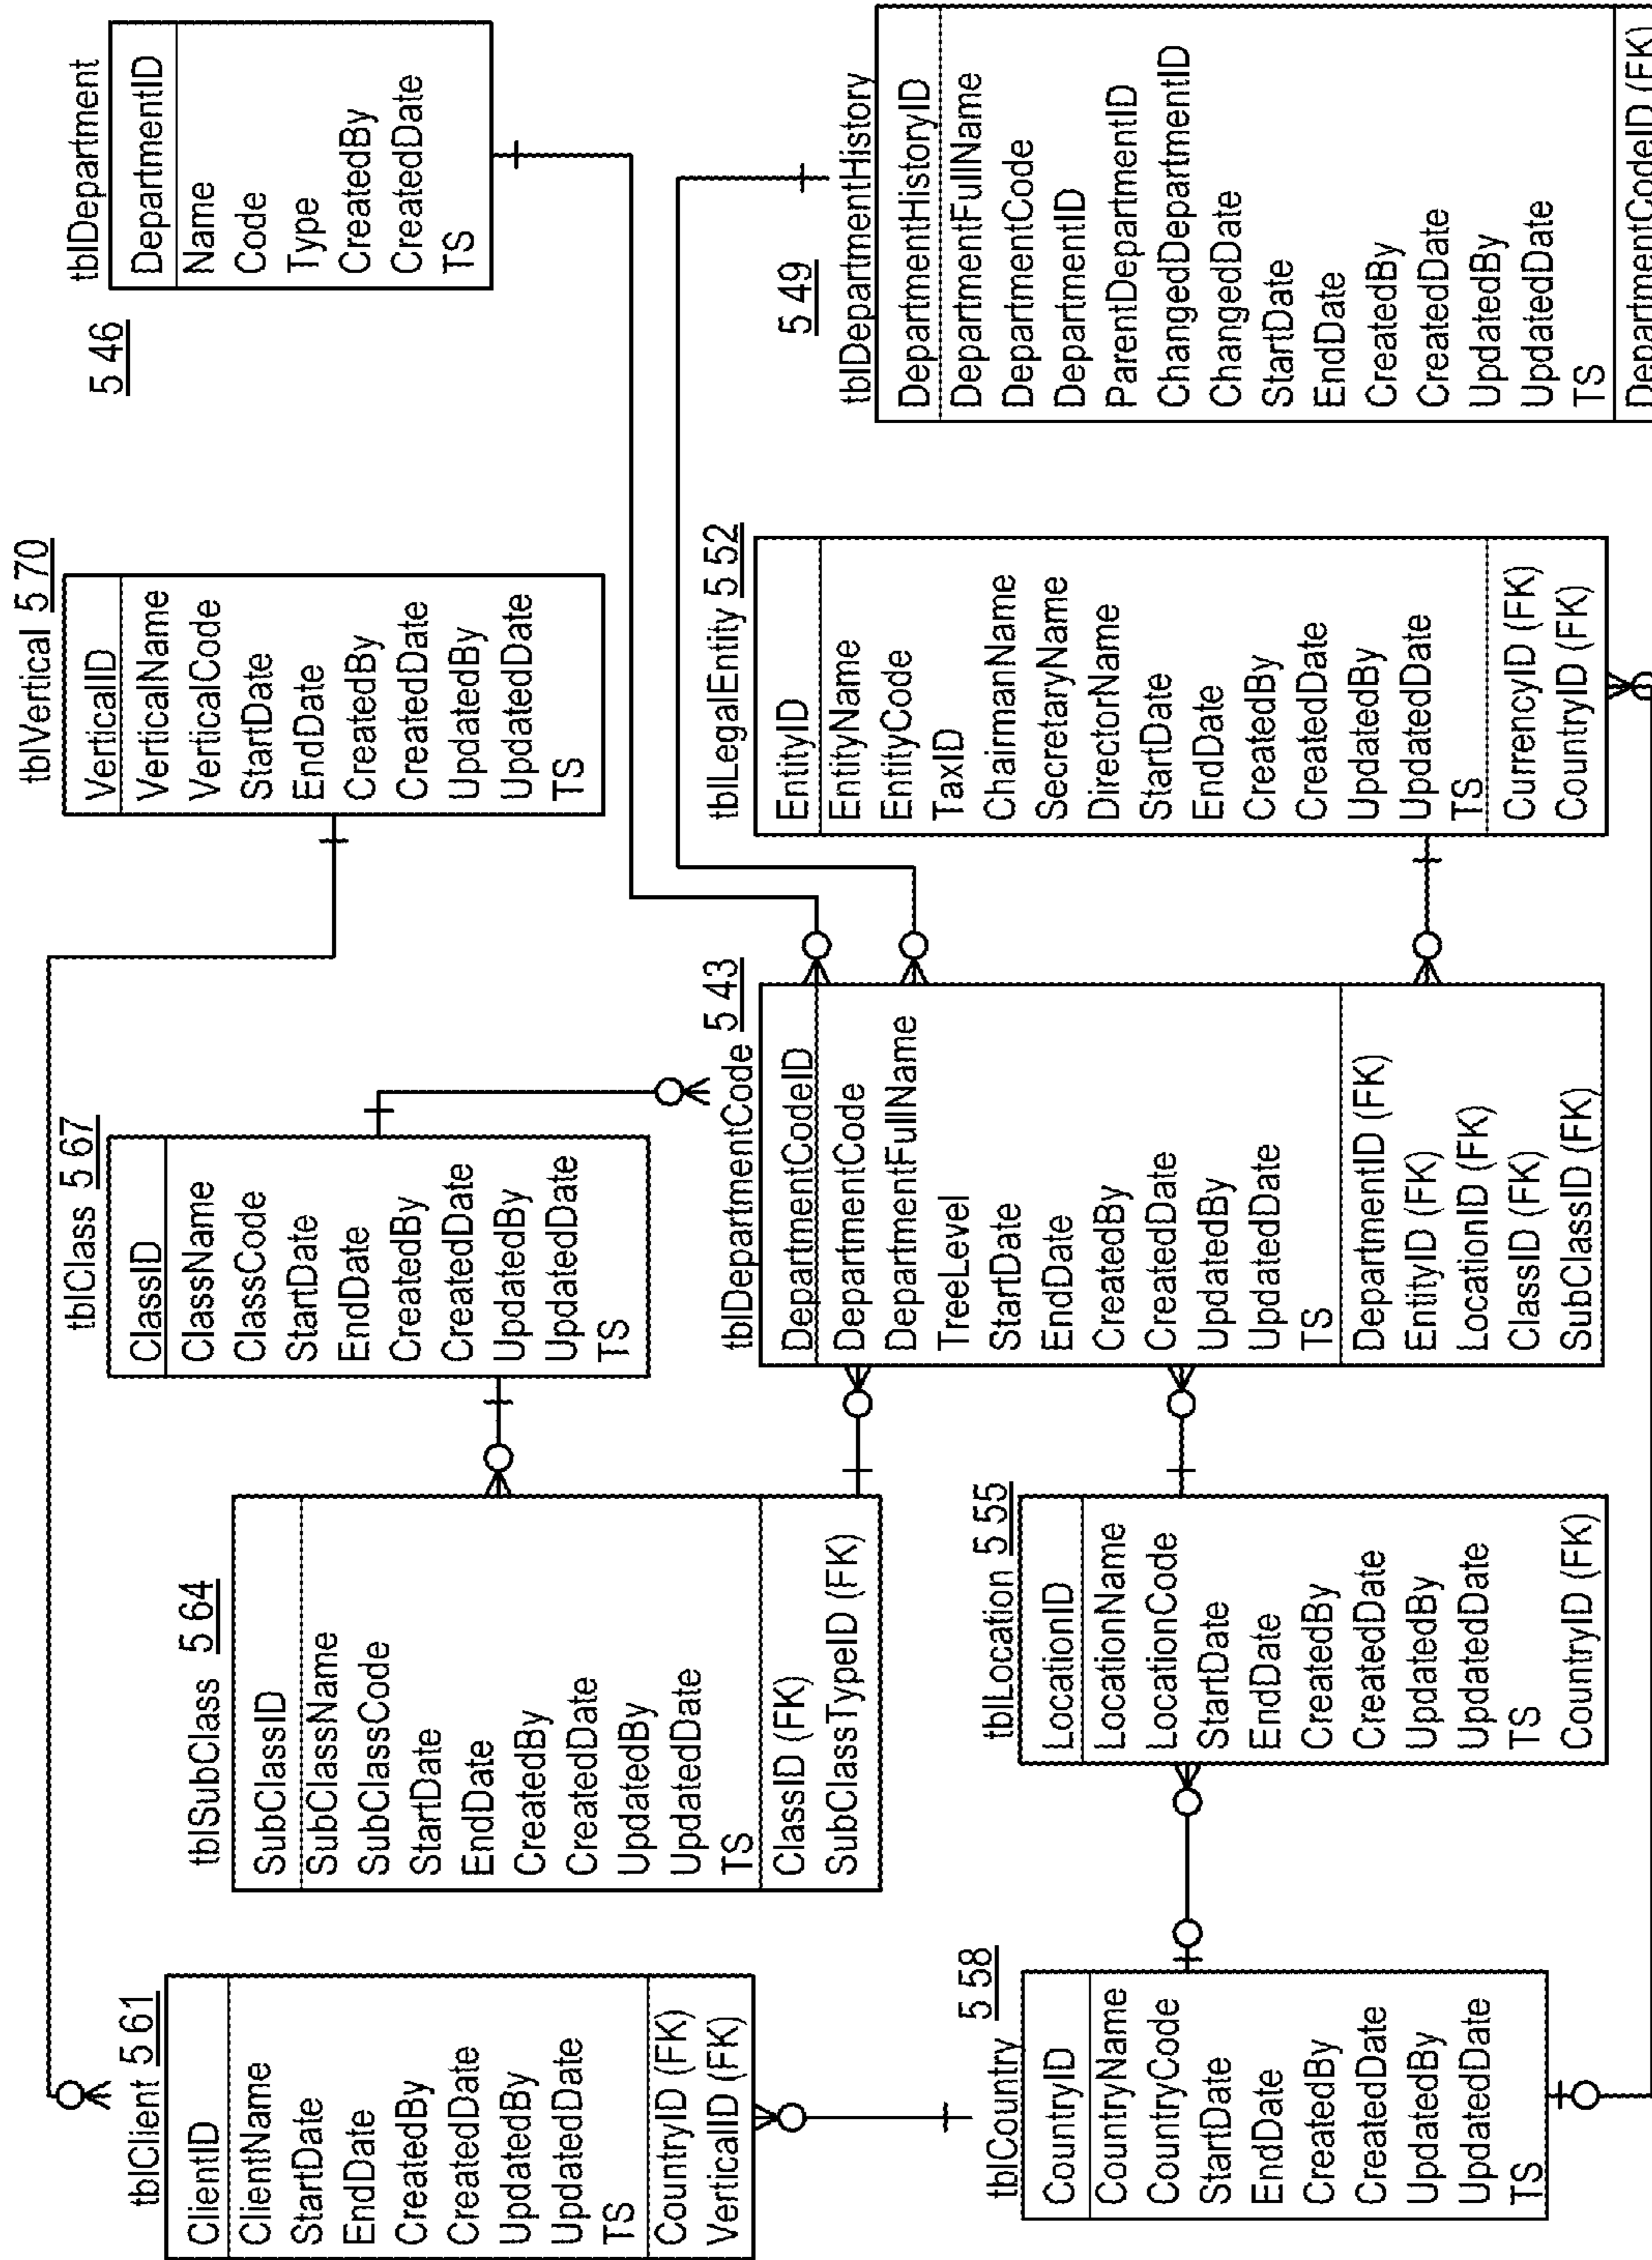 tblClient 5 61
ClientID
ClientName
StartDate
EndDate
CreatedBy
CreatedDate
UpdatedBy
UpdatedDate
TS
CountryID (FK)
VerticalID (FK)
tblSubClass 5 64
SubClassID
SubClassName
SubClassCode
StartDate
EndDate
CreatedBy
CreatedDate
UpdatedBy
UpdatedDate
TS
ClassID (FK)
SubClassTypeID (FK)
tblClass 5 67
ClassID
ClassName
ClassCode
StartDate
EndDate
CreatedBy
CreatedDate
UpdatedBy
UpdatedDate
TS
tblVertical 5 70
VerticalID
VerticalName
VerticalCode
StartDate
EndDate
CreatedBy
CreatedDate
UpdatedBy
UpdatedDate
TS
5 46
tblDepartment
DepartmentID
Name
Code
Type
CreatedBy
CreatedDate
TS
5 58
tblCountry
CountryID
CountryName
CountryCode
StartDate
EndDate
CreatedBy
CreatedDate
UpdatedBy
UpdatedDate
TS
tblLocation 5 55
LocationID
LocationName
LocationCode
StartDate
EndDate
CreatedBy
CreatedDate
UpdatedBy
UpdatedDate
TS
CountryID (FK)
tblDepartmentCode 5 43
DepartmentCodeID
DepartmentCode
DepartmentFullName
TreeLevel
StartDate
EndDate
CreatedBy
CreatedDate
UpdatedBy
UpdatedDate
TS
DepartmentID (FK)
EntityID (FK)
LocationID (FK)
ClassID (FK)
SubClassID (FK)
tblLegalEntity 5 52
EntityID
EntityName
EntityCode
TaxID
ChairmanName
SecretaryName
DirectorName
StartDate
EndDate
CreatedBy
CreatedDate
UpdatedBy
UpdatedDate
TS
CurrencyID (FK)
CountryID (FK)
5 49
tblDepartmentHistory
DepartmentHistoryID
DepartmentFullName
DepartmentCode
DepartmentID
ParentDepartmentID
ChangedDepartmentID
ChangedDate
StartDate
EndDate
CreatedBy
CreatedDate
UpdatedBy
UpdatedDate
TS
DepartmentCodeID (FK)